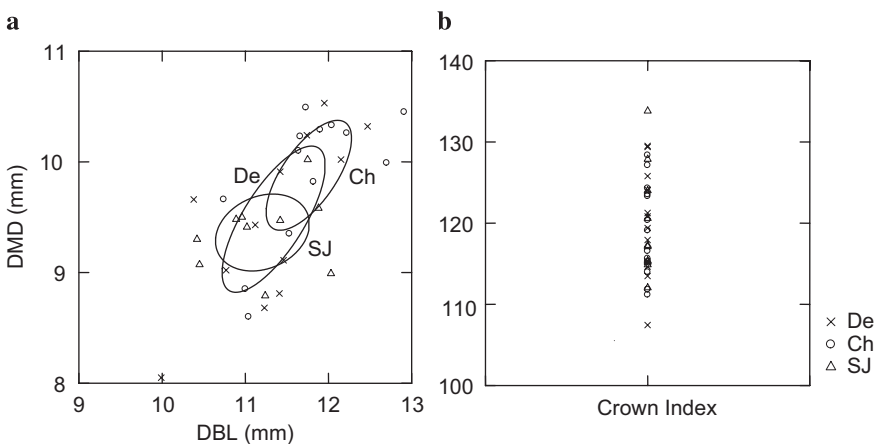 a
11
10
9
8
DMD (mm)
De
Ch
SJ
9
10
11
12
13
DBL (mm)
b
140
130
120
110
100
Crown Index
× De
○ Ch
△ SJ